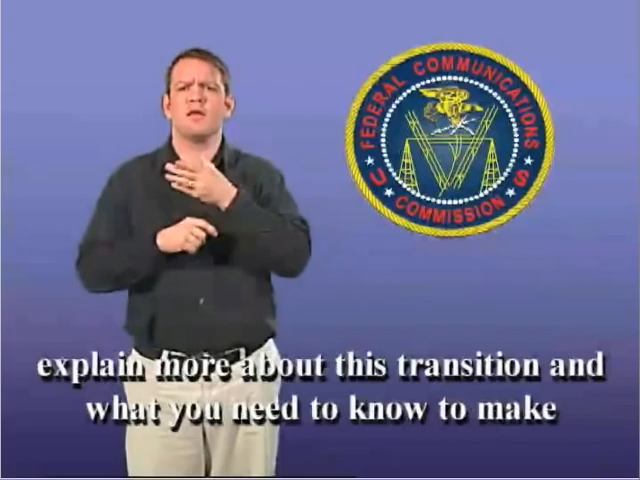 FEDERAL COMMUNICATIONS
U S
COMMISSION
explain more about this transition and
what you need to know to make